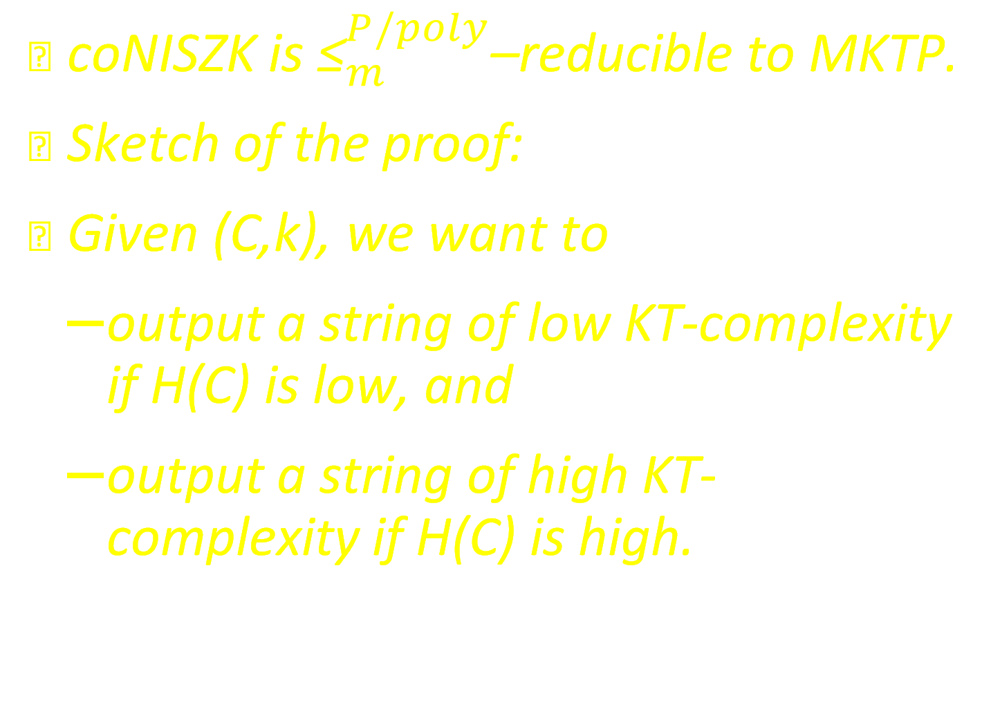 ⍰ coNISZK is ≤_m^{P/poly} –reducible to MKTP.
⍰ Sketch of the proof:
⍰ Given (C,k), we want to
–output a string of low KT-complexity
if H(C) is low, and
–output a string of high KT-
complexity if H(C) is high.